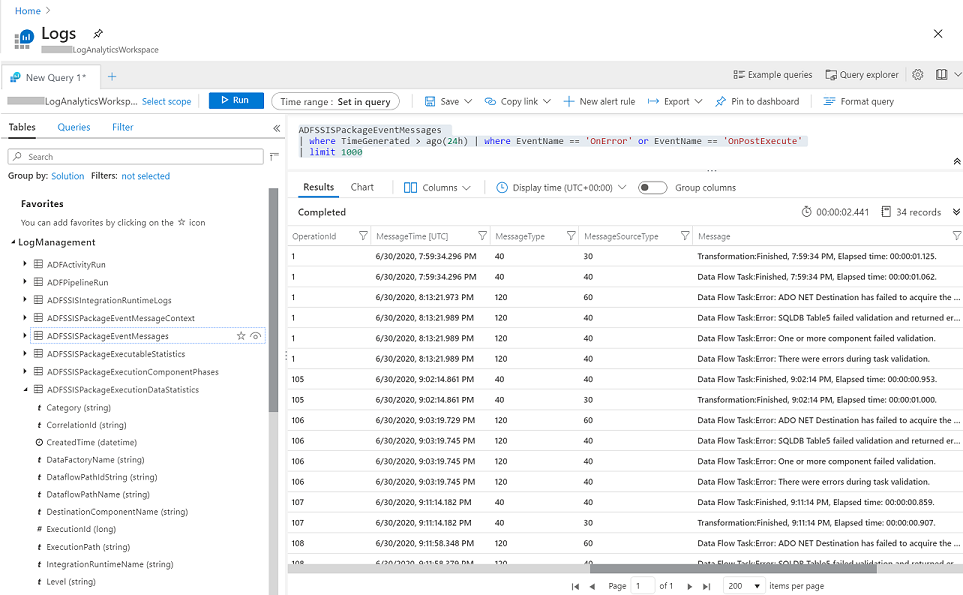 Home >
Logs
LogAnalyticsWorkspace
New Query 1*
Example queries Query explorer
LogAnalyticsWorksp... Select scope Run Time range : Set in query Save Copy link New alert rule Export Pin to dashboard Format query
Tables Queries Filter
Search
Group by: Solution Filters: not selected
Favorites
You can add favorites by clicking on the ☆ icon
LogManagement
ADFActivityRun
ADFPipelineRun
ADFSSISIntegrationRuntimeLogs
ADFSSISPackageEventMessageContext
ADFSSISPackageEventMessages
ADFSSISPackageExecutableStatistics
ADFSSISPackageExecutionComponentPhases
ADFSSISPackageExecutionDataStatistics
t Category (string)
t CorrelationId (string)
CreatedTime (datetime)
t DataFactoryName (string)
t DataflowPathIdString (string)
t DataflowPathName (string)
t DestinationComponentName (string)
# ExecutionId (long)
t ExecutionPath (string)
t IntegrationRuntimeName (string)
t Level (string)
ADFSSISPackageEventMessages
| where TimeGenerated > ago(24h) | where EventName == 'OnError' or EventName == 'OnPostExecute'
| limit 1000
Results Chart Columns Display time (UTC+00:00) Group columns
Completed 00:00:02.441 34 records
OperationId MessageTime [UTC] MessageType MessageSourceType Message
1 6/30/2020, 7:59:34.296 PM 40 30 Transformation:Finished, 7:59:34 PM, Elapsed time: 00:00:01.125.
1 6/30/2020, 7:59:34.296 PM 40 40 Data Flow Task:Finished, 7:59:34 PM, Elapsed time: 00:00:01.062.
1 6/30/2020, 8:13:21.973 PM 120 60 Data Flow Task:Error: ADO NET Destination has failed to acquire the ...
1 6/30/2020, 8:13:21.989 PM 120 40 Data Flow Task:Error: SQLDB Table5 failed validation and returned er...
1 6/30/2020, 8:13:21.989 PM 120 40 Data Flow Task:Error: One or more component failed validation.
1 6/30/2020, 8:13:21.989 PM 120 40 Data Flow Task:Error: There were errors during task validation.
105 6/30/2020, 9:02:14.861 PM 40 40 Data Flow Task:Finished, 9:02:14 PM, Elapsed time: 00:00:00.953.
105 6/30/2020, 9:02:14.861 PM 40 30 Transformation:Finished, 9:02:14 PM, Elapsed time: 00:00:01.000.
106 6/30/2020, 9:03:19.729 PM 120 60 Data Flow Task:Error: ADO NET Destination has failed to acquire the ...
106 6/30/2020, 9:03:19.745 PM 120 40 Data Flow Task:Error: SQLDB Table5 failed validation and returned er...
106 6/30/2020, 9:03:19.745 PM 120 40 Data Flow Task:Error: One or more component failed validation.
106 6/30/2020, 9:03:19.745 PM 120 40 Data Flow Task:Error: There were errors during task validation.
107 6/30/2020, 9:11:14.182 PM 40 40 Data Flow Task:Finished, 9:11:14 PM, Elapsed time: 00:00:00.859.
107 6/30/2020, 9:11:14.182 PM 40 30 Transformation:Finished, 9:11:14 PM, Elapsed time: 00:00:00.907.
108 6/30/2020, 9:11:58.348 PM 120 60 Data Flow Task:Error: ADO NET Destination has failed to acquire the ...
Page 1 of 1 200 items per page